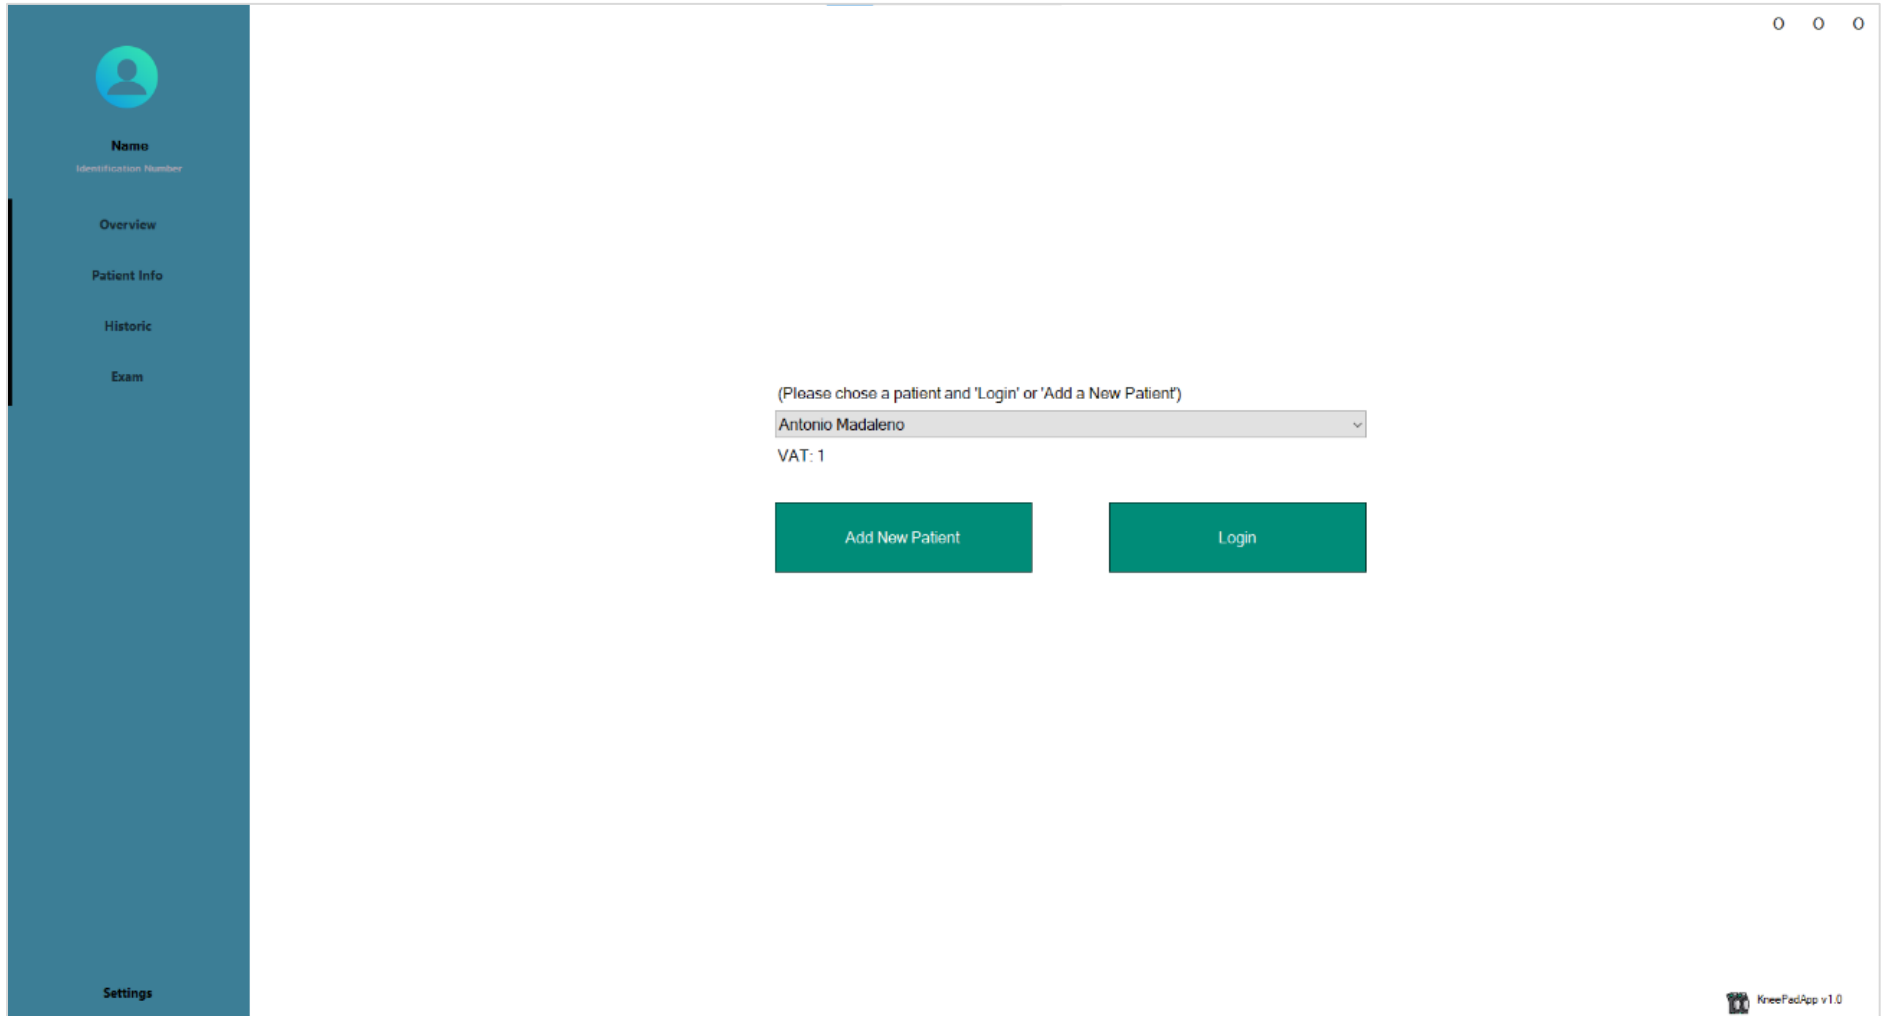 O O O
Name
Identification Number
Overview
Patient Info
Historic
Exam
(Please chose a patient and 'Login' or 'Add a New Patient')
Antonio Madaleno
VAT: 1
Add New Patient
Login
Settings
KneePadApp v1.0